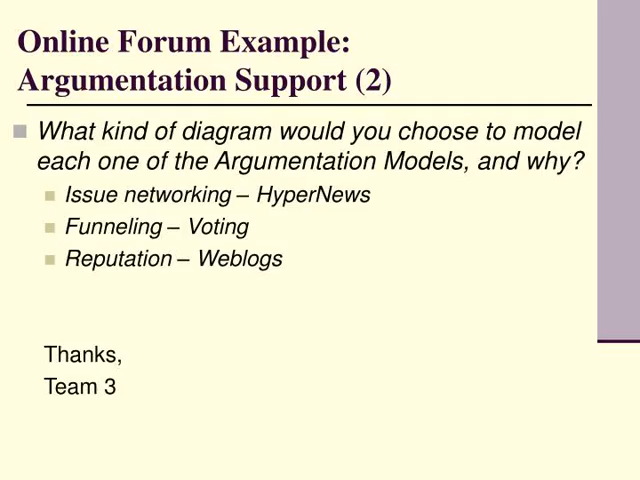 Online Forum Example:
Argumentation Support (2)
What kind of diagram would you choose to model
each one of the Argumentation Models, and why?
Issue networking – HyperNews
Funneling – Voting
Reputation – Weblogs
Thanks,
Team 3